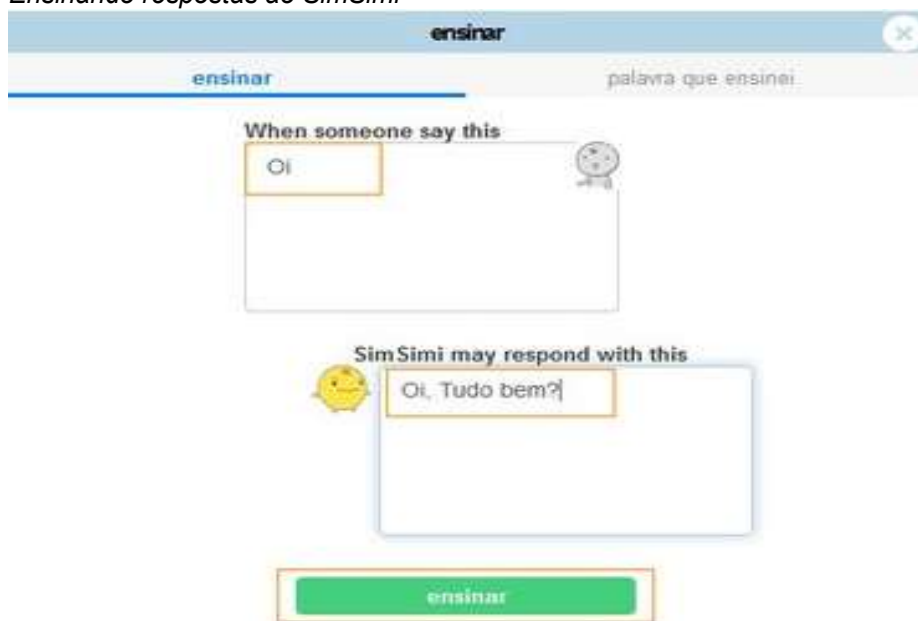 Ensinando respostas ao SimSimi
ensinar
ensinar palavra que ensinei
When someone say this
Oi
SimSimi may respond with this
Oi, Tudo bem?
ensinar